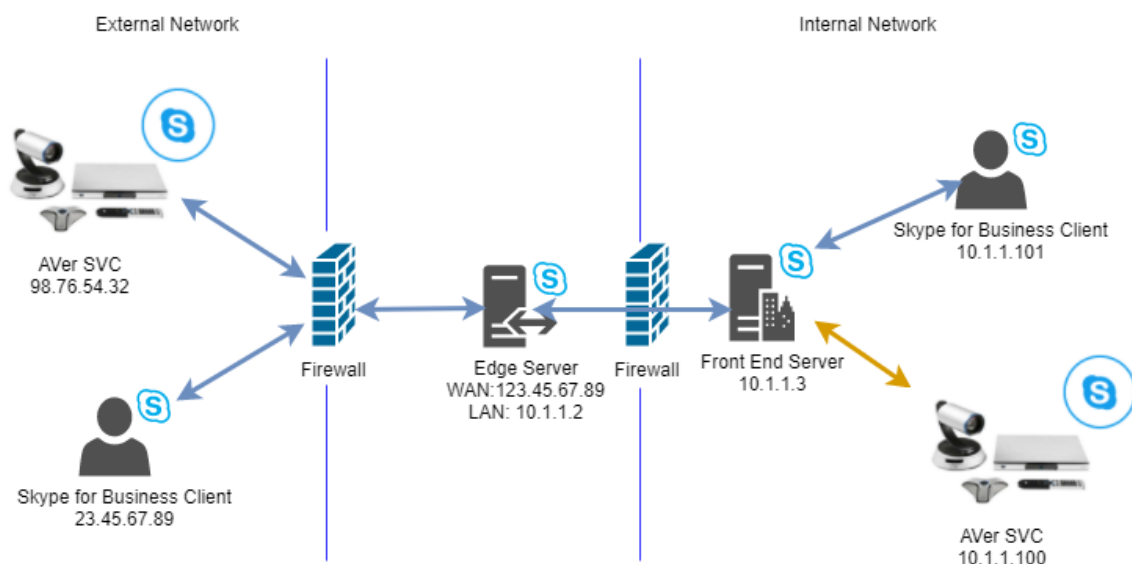 External Network
Internal Network
S
AVer SVC
98.76.54.32
S
Skype for Business Client
23.45.67.89
Firewall
S
Edge Server
WAN:123.45.67.89
LAN: 10.1.1.2
Firewall
S
Front End Server
10.1.1.3
S
Skype for Business Client
10.1.1.101
S
AVer SVC
10.1.1.100